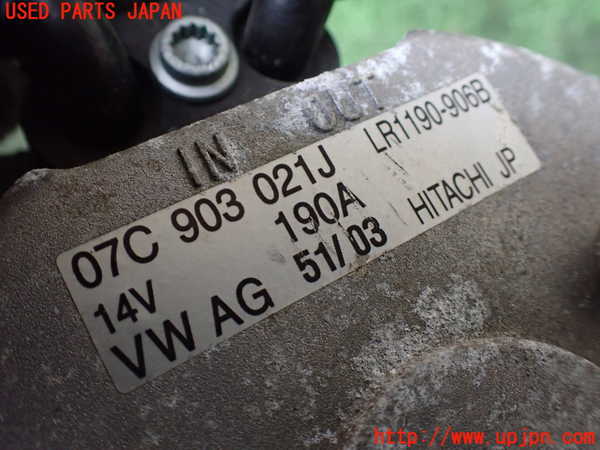 USED PARTS JAPAN
IN OUT
07C 903 021J LR1190-906B
14V 190A
VW AG 51/03 HITACHI JP
http://www.upjpn.com